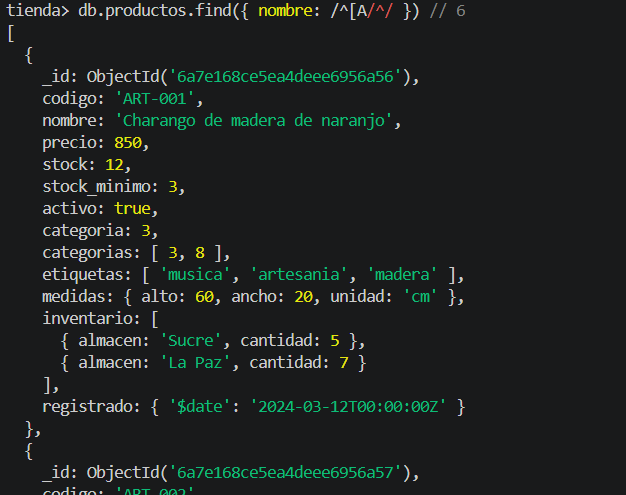 tienda> db.productos.find({ nombre: /^[A/^/ }) // 6
[
  {
    _id: ObjectId('6a7e168ce5ea4deee6956a56'),
    codigo: 'ART-001',
    nombre: 'Charango de madera de naranjo',
    precio: 850,
    stock: 12,
    stock_minimo: 3,
    activo: true,
    categoria: 3,
    categorias: [ 3, 8 ],
    etiquetas: [ 'musica', 'artesania', 'madera' ],
    medidas: { alto: 60, ancho: 20, unidad: 'cm' },
    inventario: [
      { almacen: 'Sucre', cantidad: 5 },
      { almacen: 'La Paz', cantidad: 7 }
    ],
    registrado: { '$date': '2024-03-12T00:00:00Z' }
  },
  {
    _id: ObjectId('6a7e168ce5ea4deee6956a57'),
    codigo: 'ART-002',